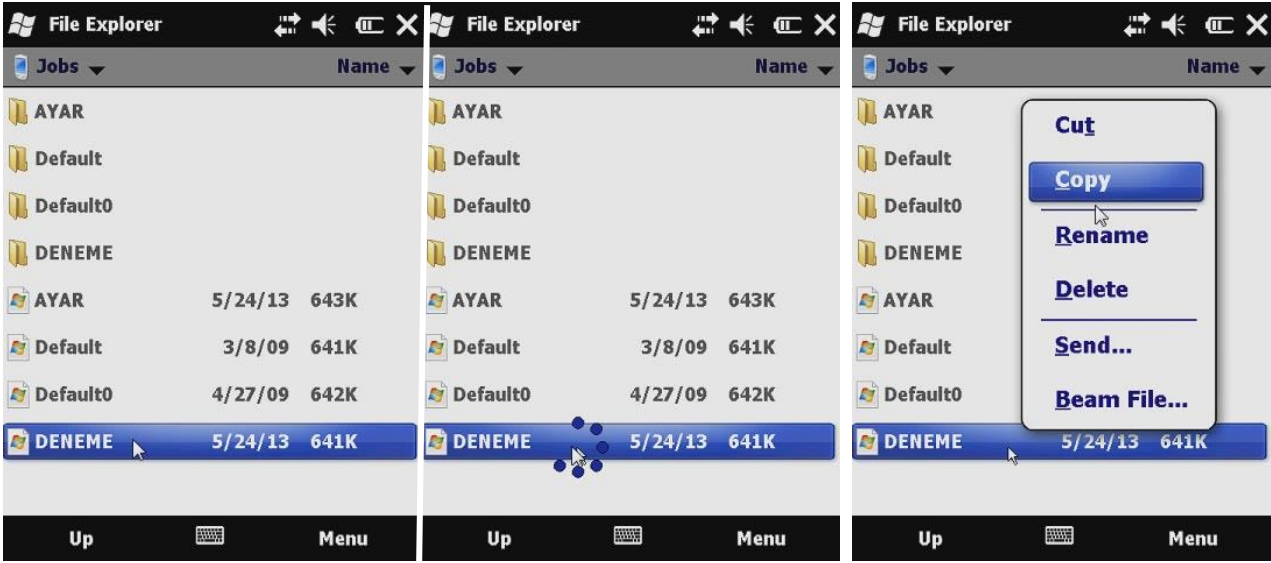 File Explorer
Jobs Name
AYAR
Default
Default0
DENEME
AYAR 5/24/13 643K
Default 3/8/09 641K
Default0 4/27/09 642K
DENEME 5/24/13 641K
Up Menu
File Explorer
Jobs Name
AYAR
Default
Default0
DENEME
AYAR 5/24/13 643K
Default 3/8/09 641K
Default0 4/27/09 642K
DENEME 5/24/13 641K
Up Menu
File Explorer
Jobs Name
AYAR
Default
Default0
DENEME
AYAR
Default
Default0
DENEME 5/24/13 641K
Cut
Copy
Rename
Delete
Send...
Beam File...
Up Menu